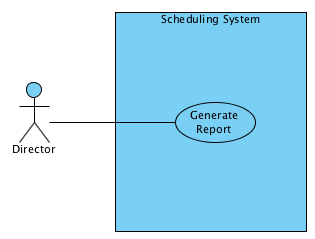 Scheduling System
Generate
Report
Director